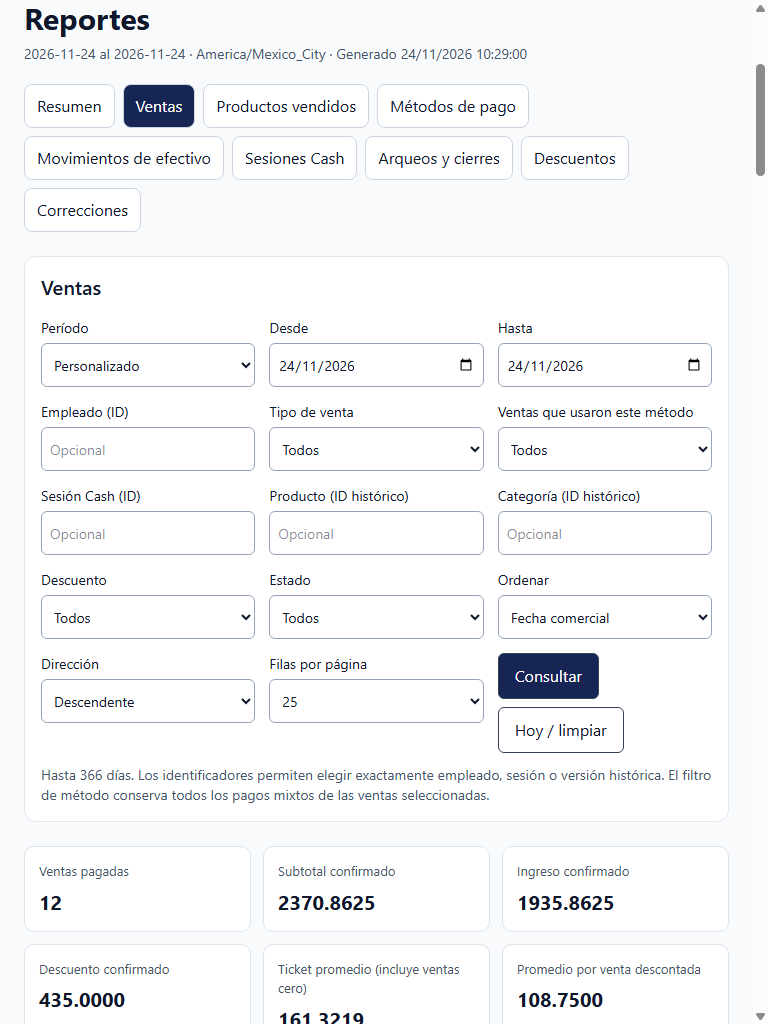 Reportes
2026-11-24 al 2026-11-24 · America/Mexico_City · Generado 24/11/2026 10:29:00
Resumen
Ventas
Productos vendidos
Métodos de pago
Movimientos de efectivo
Sesiones Cash
Arqueos y cierres
Descuentos
Correcciones
Ventas
Período
Desde
Hasta
Personalizado
24/11/2026
24/11/2026
Empleado (ID)
Tipo de venta
Ventas que usaron este método
Opcional
Todos
Todos
Sesión Cash (ID)
Producto (ID histórico)
Categoría (ID histórico)
Opcional
Opcional
Opcional
Descuento
Estado
Ordenar
Todos
Todos
Fecha comercial
Dirección
Filas por página
Descendente
25
Consultar
Hoy / limpiar
Hasta 366 días. Los identificadores permiten elegir exactamente empleado, sesión o versión histórica. El filtro
de método conserva todos los pagos mixtos de las ventas seleccionadas.
Ventas pagadas
12
Subtotal confirmado
2370.8625
Ingreso confirmado
1935.8625
Descuento confirmado
435.0000
Ticket promedio (incluye ventas
cero)
161.3219
Promedio por venta descontada
108.7500